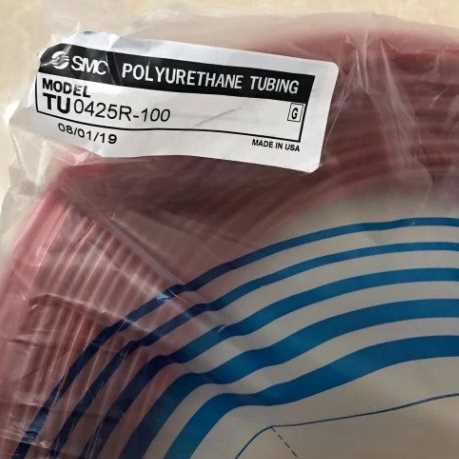 SMC POLYURETHANE TUBING
MODEL
TU0425R-100
G
08/01/19
MADE IN USA